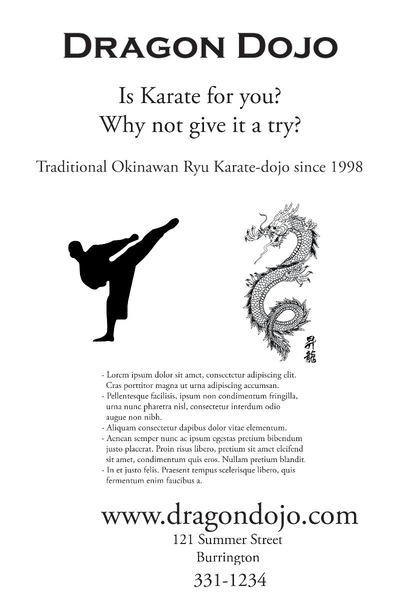 DRAGON DOJO
Is Karate for you?
Why not give it a try?
Traditional Okinawan Ryu Karate-dojo since 1998
昇龍
- Lorem ipsum dolor sit amet, consectetur adipiscing elit.
Cras porttitor magna ut urna adipiscing accumsan.
- Pellentesque facilisis, ipsum non condimentum fringilla,
urna nunc pharetra nisl, consectetur interdum odio
augue non nibh.
- Aliquam consectetur dapibus dolor vitae elementum.
- Aenean semper nunc ac ipsum egestas pretium bibendum
justo placerat. Proin risus libero, pretium sit amet eleifend
sit amet, condimentum quis eros. Nullam pretium blandit.
- In et justo felis. Praesent tempus scelerisque libero, quis
fermentum enim faucibus a.
www.dragondojo.com
121 Summer Street
Burrington
331-1234